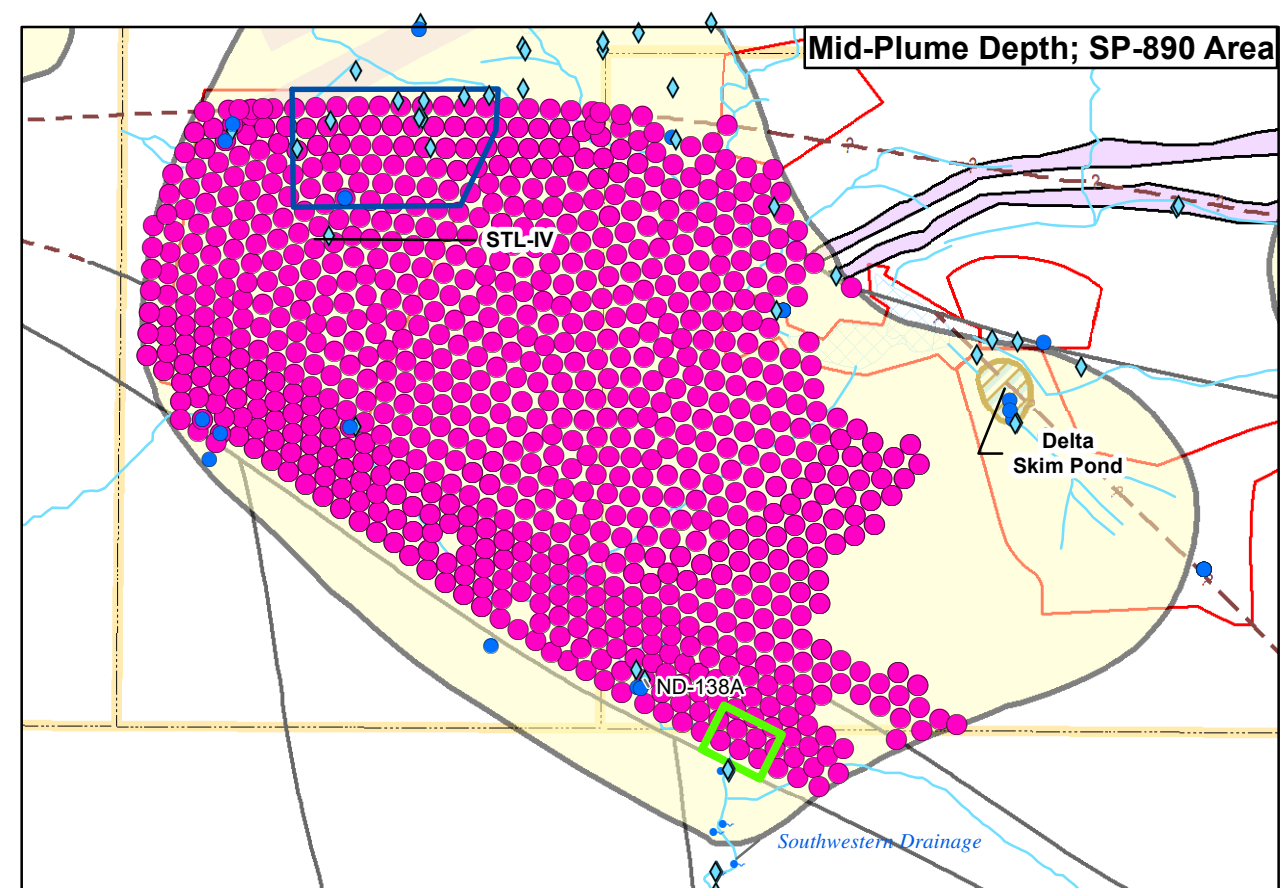 Mid-Plume Depth; SP-890 Area
?
?
?
?
STL-IV
?
Delta
Skim Pond
?
?
ND-138A
Southwestern Drainage